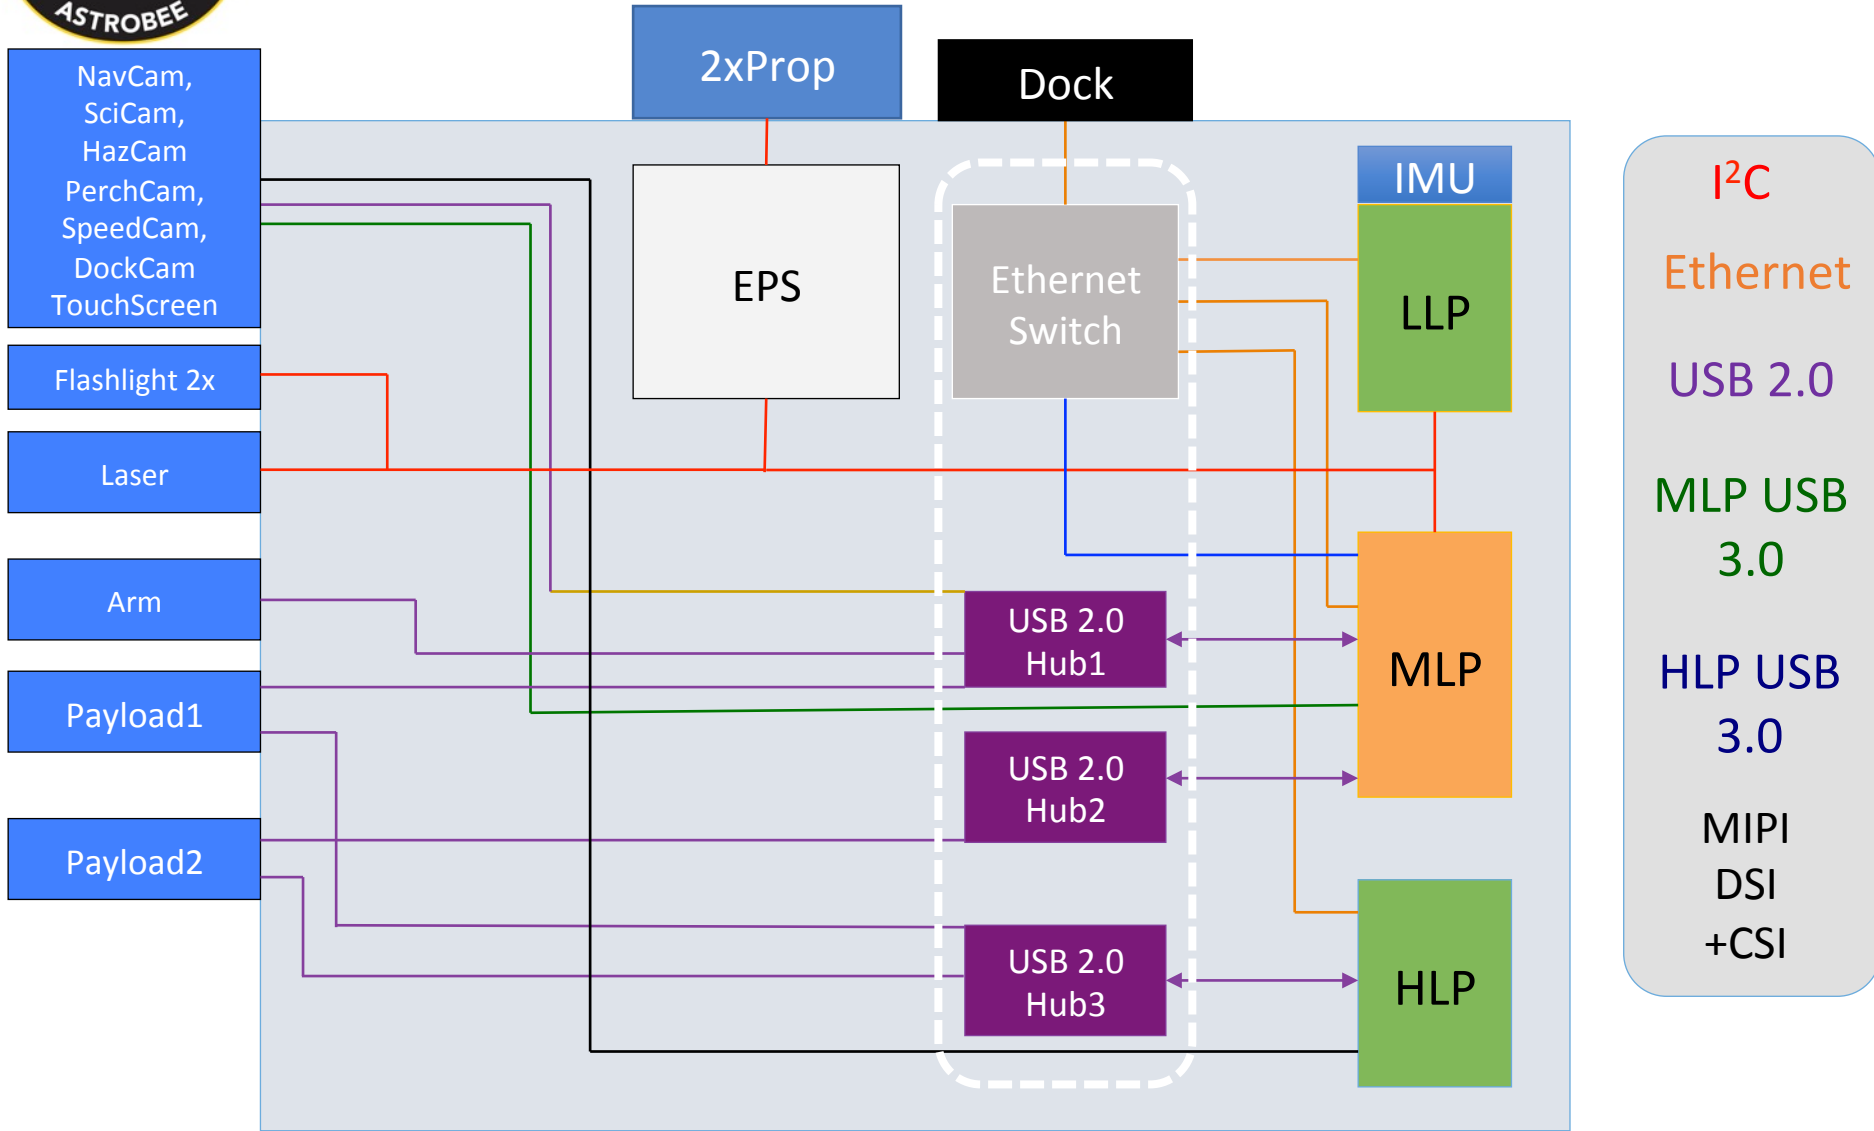 ASTROBEE
NavCam,
SciCam,
HazCam
PerchCam,
SpeedCam,
DockCam
TouchScreen
Flashlight 2x
Laser
Arm
Payload1
Payload2
2xProp
Dock
EPS
Ethernet
Switch
IMU
LLP
MLP
HLP
USB 2.0
Hub1
USB 2.0
Hub2
USB 2.0
Hub3
I²C
Ethernet
USB 2.0
MLP USB
3.0
HLP USB
3.0
MIPI
DSI
+CSI